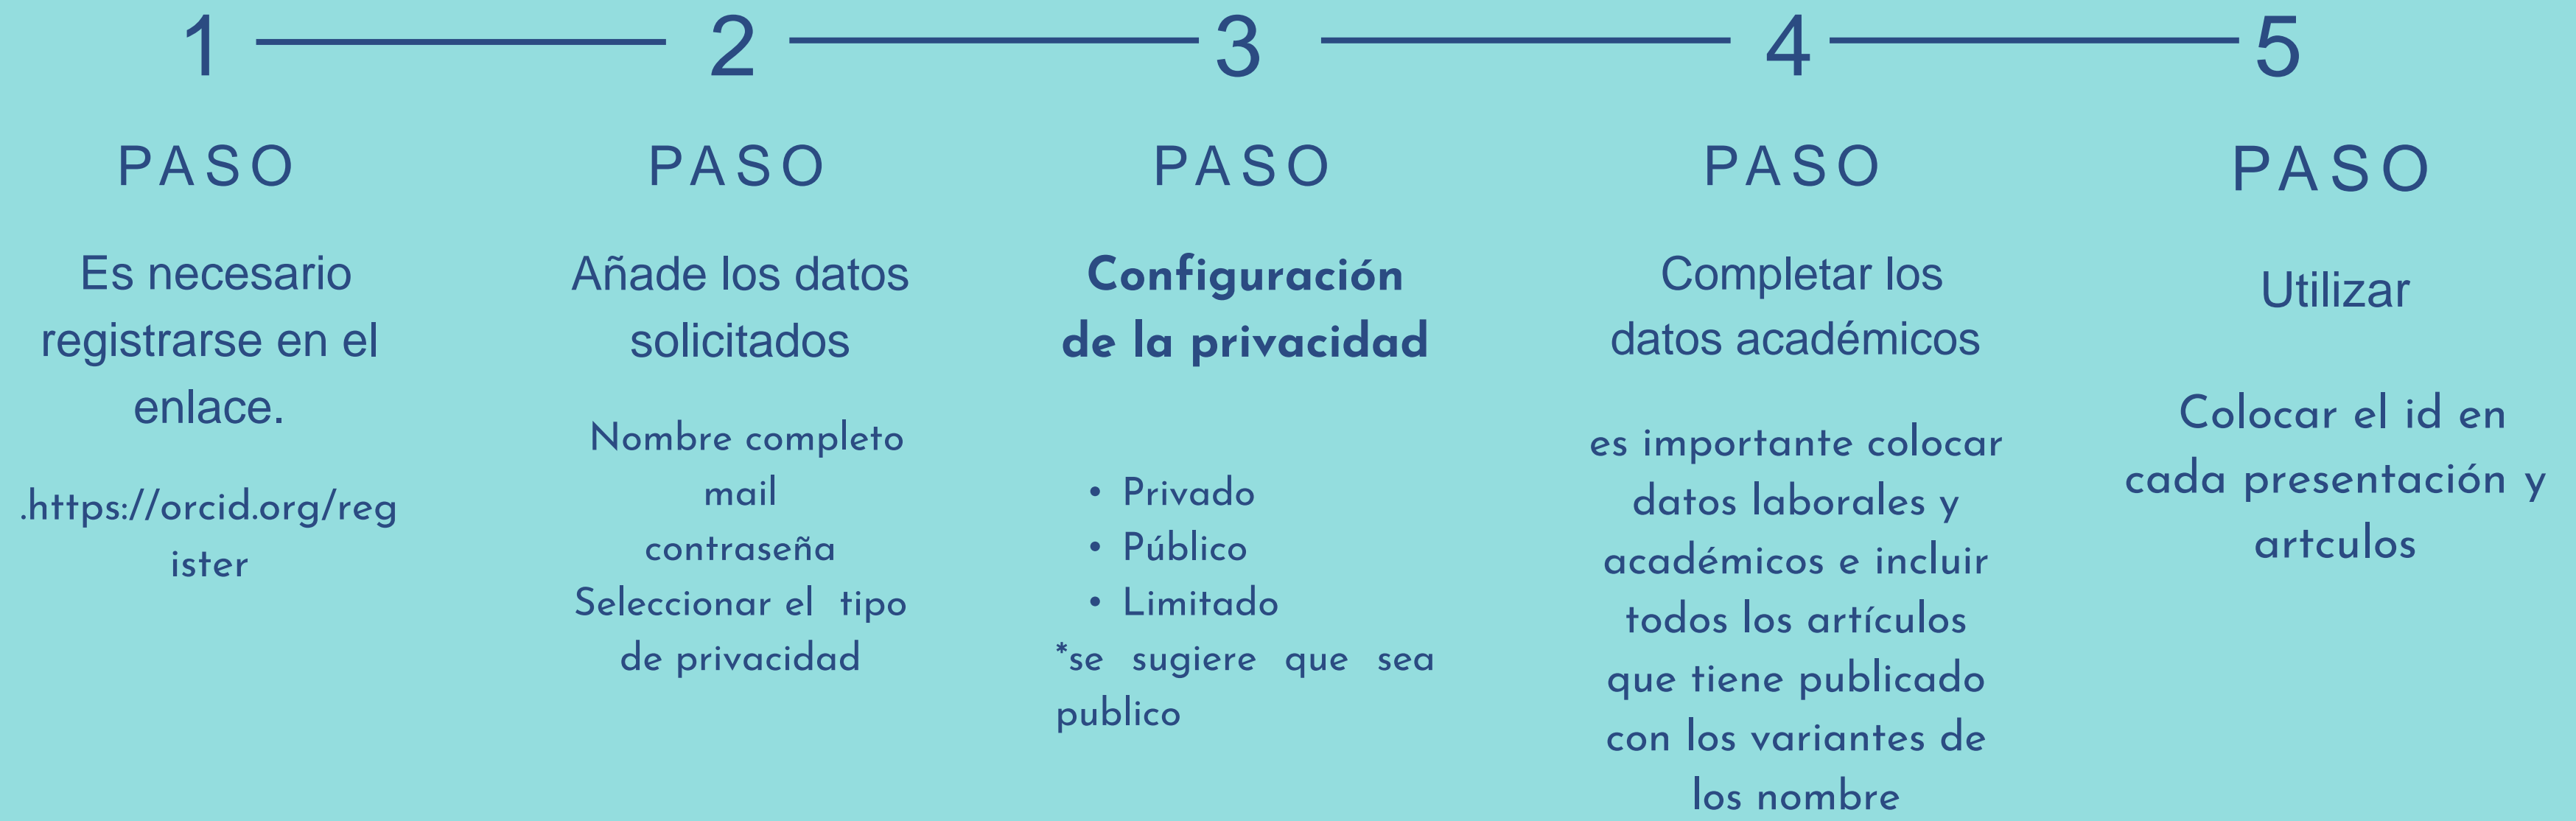 1
PASO
Es necesario
registrarse en el
enlace.
.https://orcid.org/reg
ister
2
PASO
Añade los datos
solicitados
Nombre completo
mail
contraseña
Seleccionar el tipo
de privacidad
3
PASO
Configuración
de la privacidad
• Privado
• Público
• Limitado
*se sugiere que sea
publico
4
PASO
Completar los
datos académicos
es importante colocar
datos laborales y
académicos e incluir
todos los artículos
que tiene publicado
con los variantes de
los nombre
5
PASO
Utilizar
Colocar el id en
cada presentación y
artculos